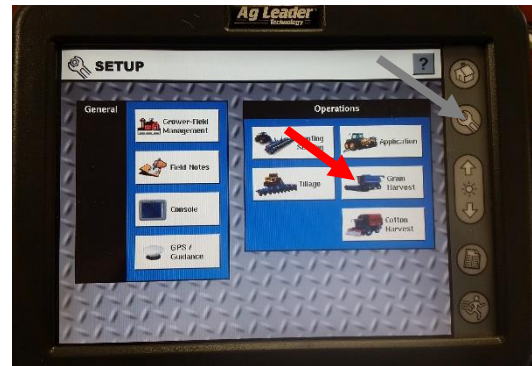 Ag Leader
Technology
SETUP
?
General
Operations
Grower-Field
Management
Application
Field Notes
Tillage
Grain
Harvest
Console
Cotton
Harvest
GPS /
Guidance